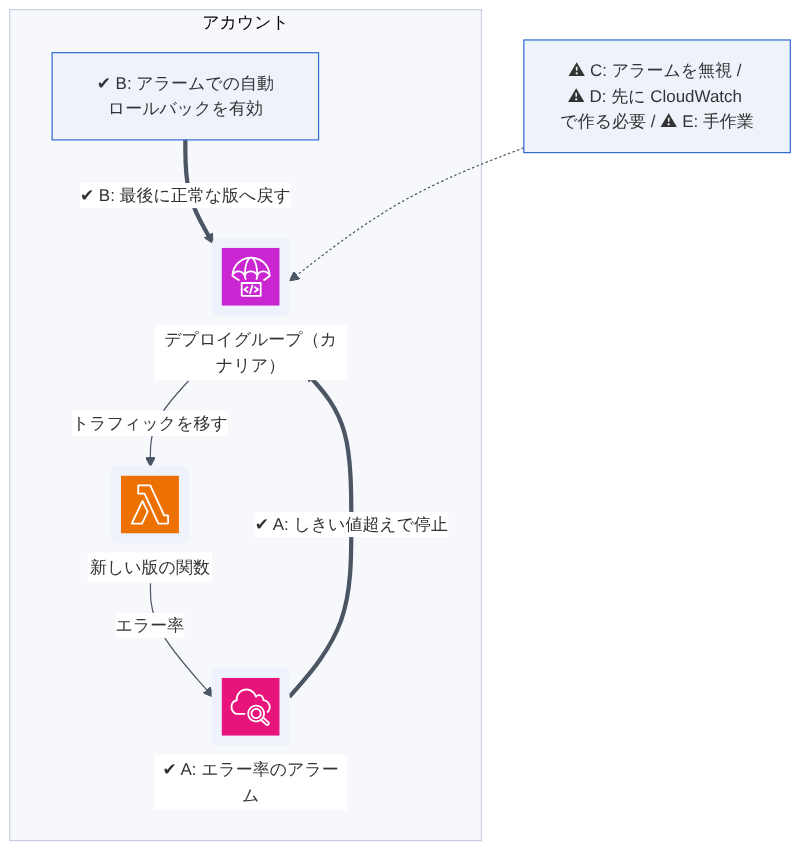 アカウント
✔ B: アラームでの自動
ロールバックを有効
⚠ C: アラームを無視 /
⚠ D: 先に CloudWatch
で作る必要 / ⚠ E: 手作業
✔ B: 最後に正常な版へ戻す
デプロイグループ（カ
ナリア）
トラフィックを移す
✔ A: しきい値超えで停止
新しい版の関数
エラー率
✔ A: エラー率のアラー
ム